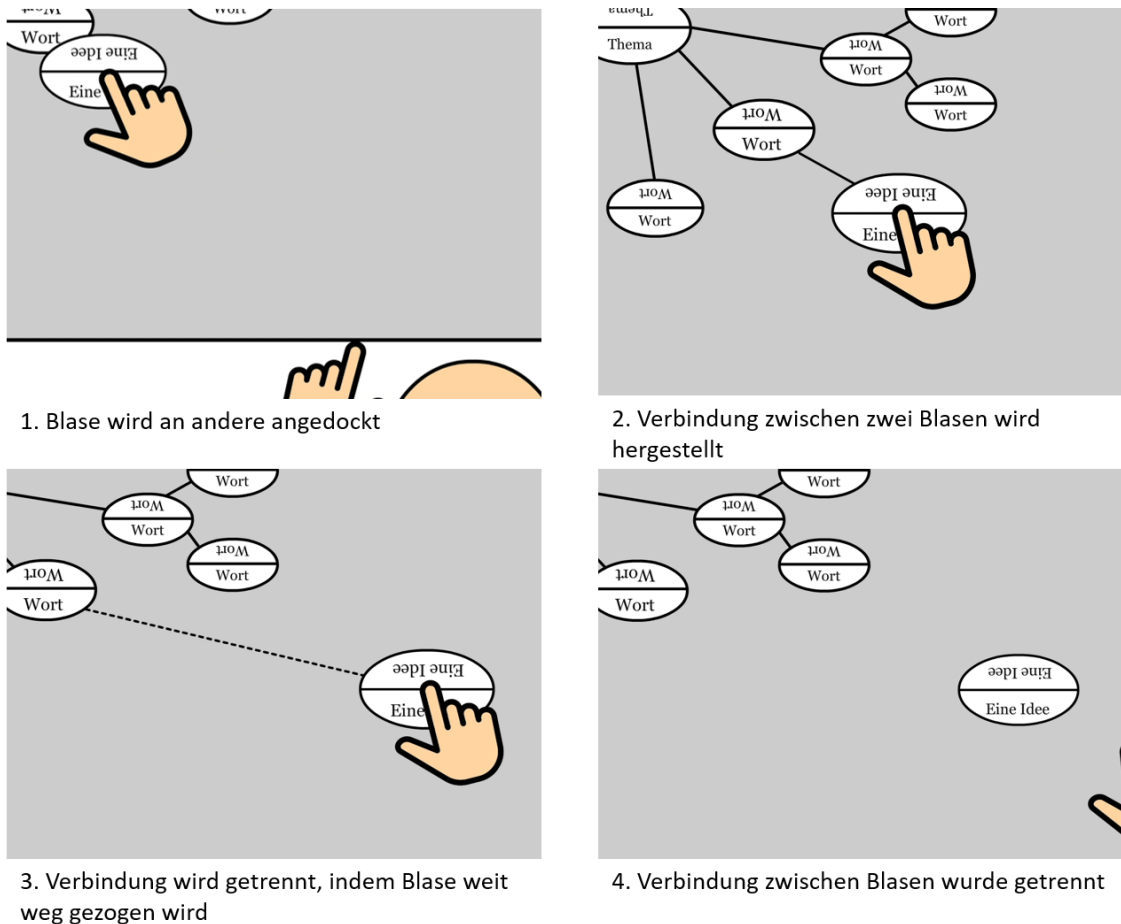 Wort
Wort
Wort
Eine Idee
Eine
1. Blase wird an andere angedockt
Thema
Thema
Wort
Wort
Wort
Wort
Wort
Wort
Wort
Wort
Wort
Eine Idee
Eine
2. Verbindung zwischen zwei Blasen wird
hergestellt
Wort
Wort
Wort
Wort
Wort
Wort
Wort
Eine Idee
Eine
3. Verbindung wird getrennt, indem Blase weit
weg gezogen wird
Wort
Wort
Wort
Wort
Wort
Wort
Wort
Eine Idee
Eine Idee
4. Verbindung zwischen Blasen wurde getrennt